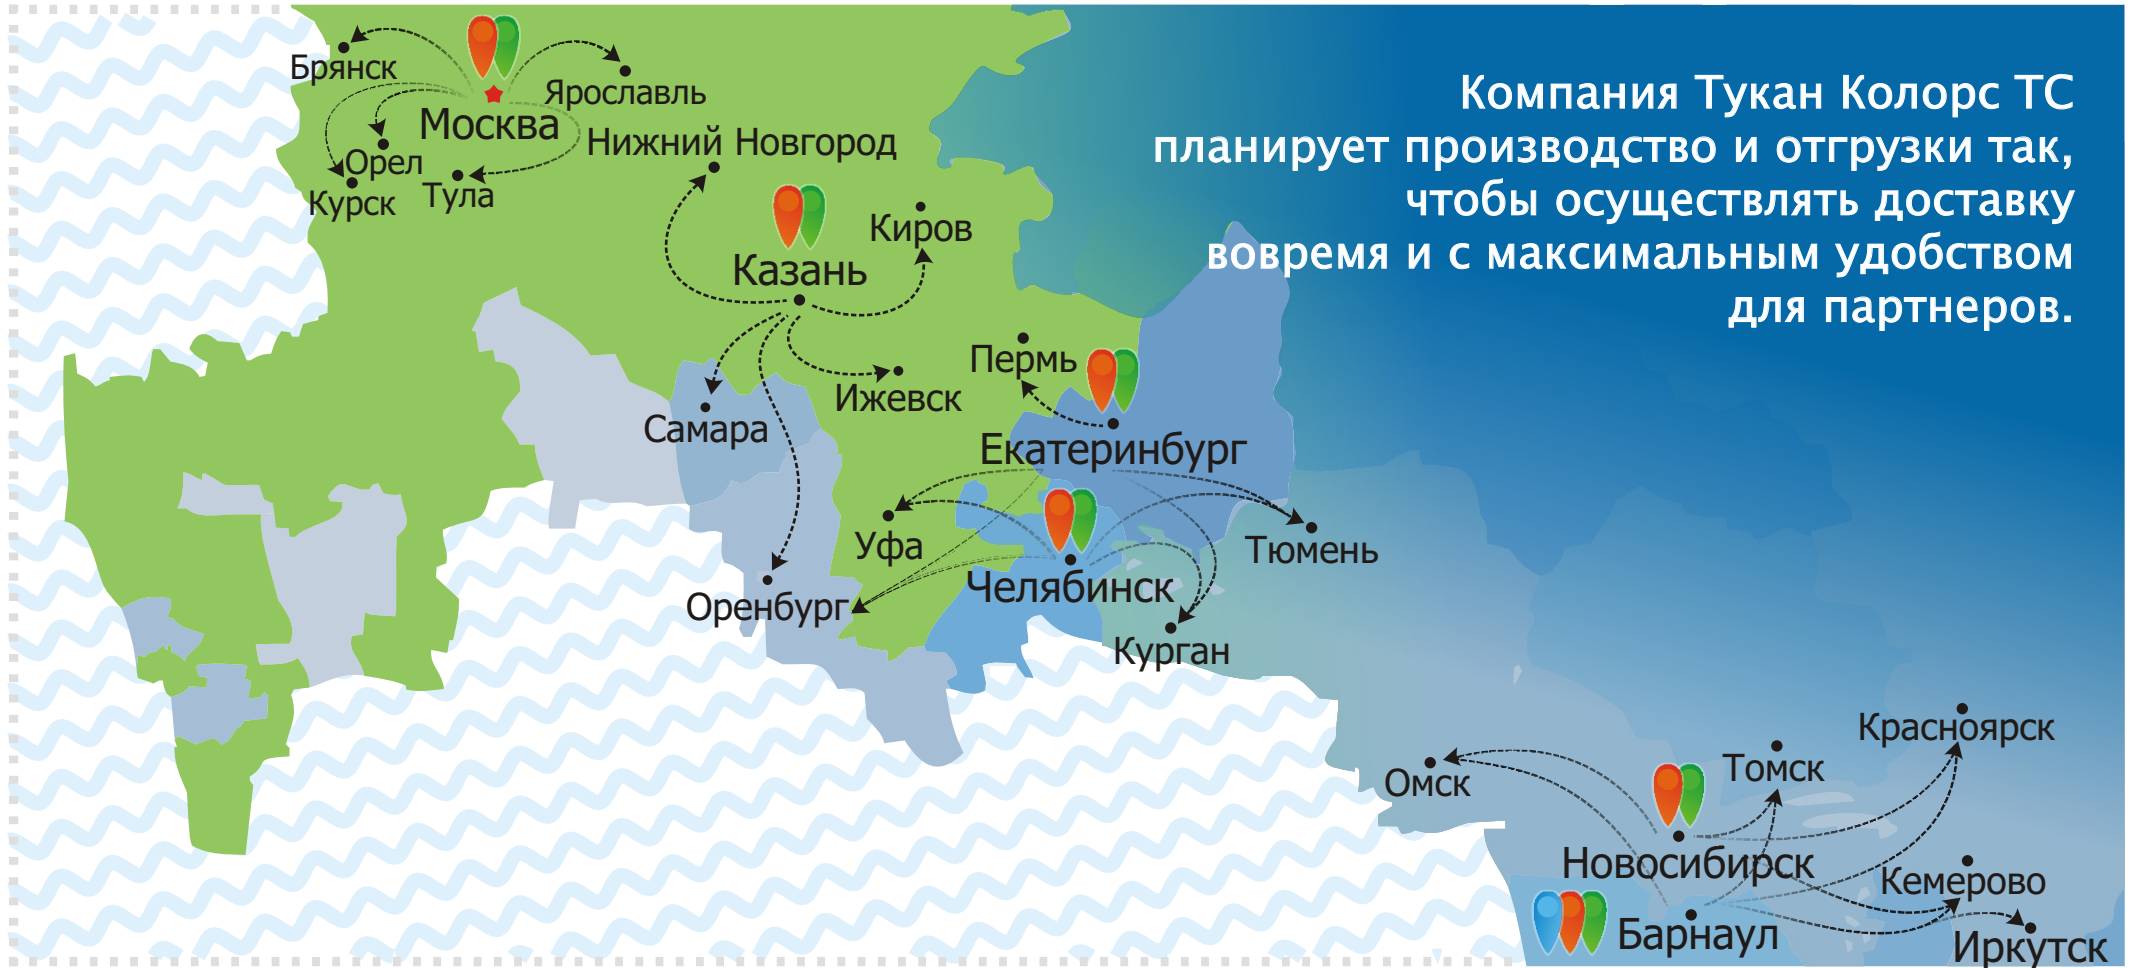 Компания Тукан Колорс ТС
планирует производство и отгрузки так,
чтобы осуществлять доставку
вовремя и с максимальным удобством
для партнеров.
Брянск
Ярославль
Москва
Нижний Новгород
Орел
Тула
Курск
Киров
Казань
Пермь
Ижевск
Самара
Екатеринбург
Уфа
Тюмень
Челябинск
Оренбург
Курган
Красноярск
Томск
Омск
Новосибирск
Кемерово
Барнаул
Иркутск